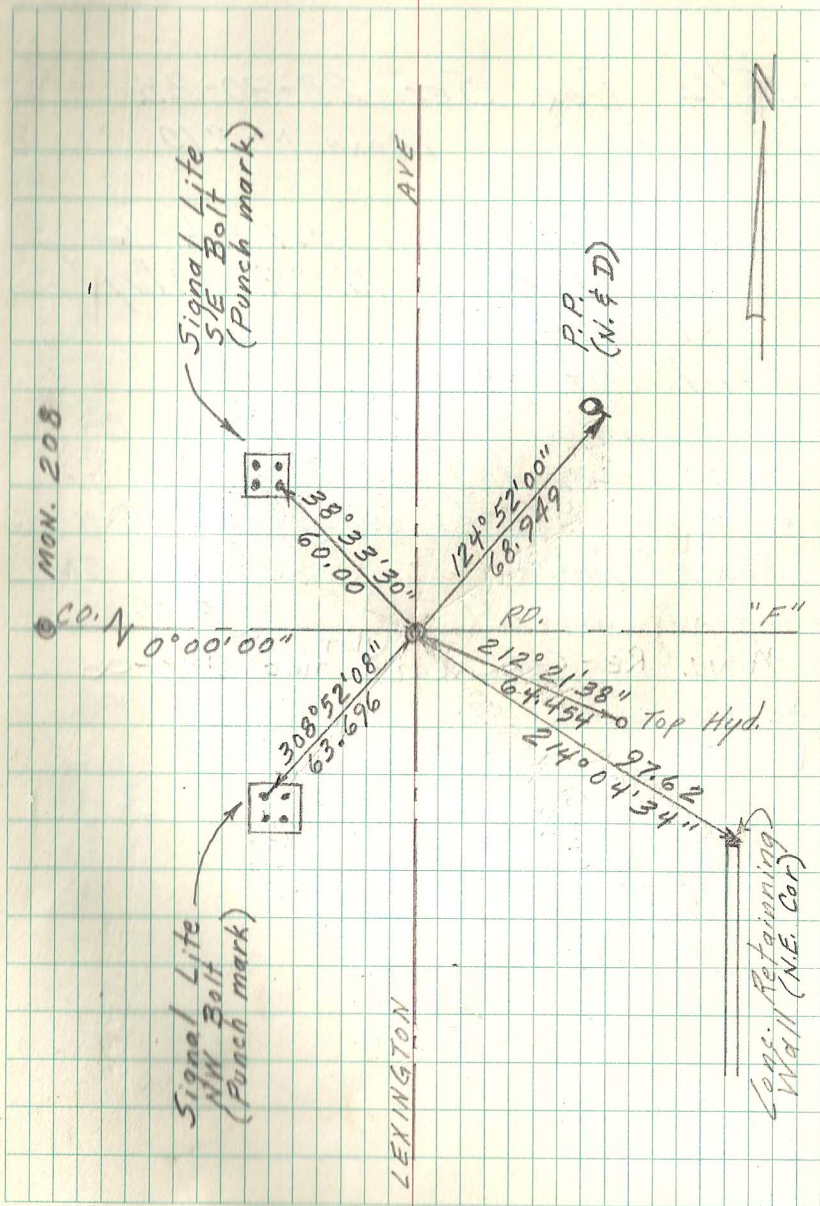 MON. 208
CO.
N
0°00'00"
Signal Lite
S/E Bolt
(Punch mark)
38°33'30"
60.00
Signal Lite
NW Bolt
(Punch mark)
308°52'08"
63.696
LEXINGTON AVE
124°52'00"
68.949
P.P.
(N. & D)
RD. "F"
212°21'38"
64.454
Top Hyd.
97.62
214°04'34"
Conc. Retainning
Wall (N.E. Cor)
N